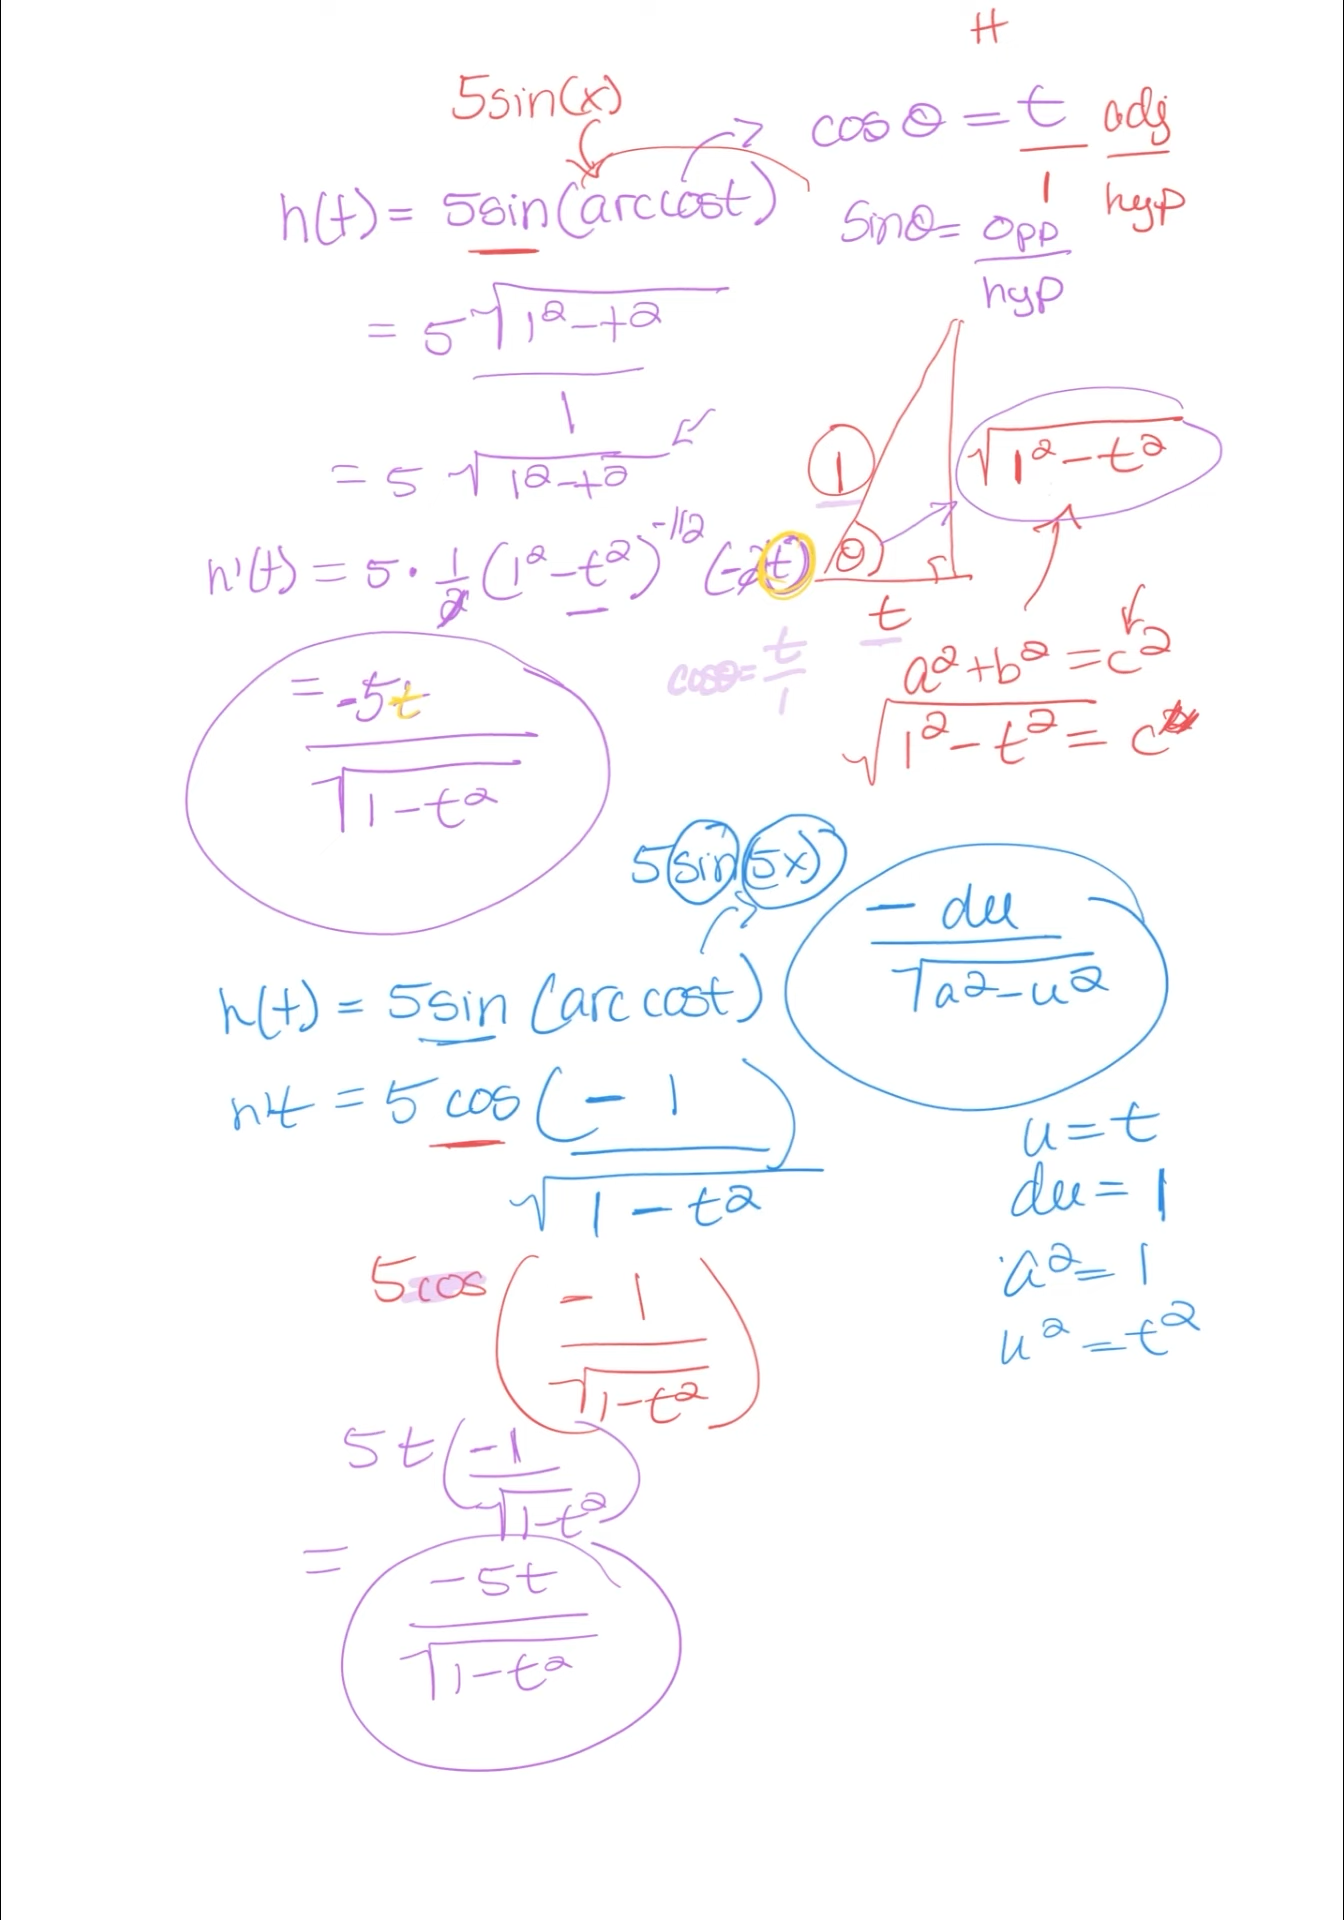 H
5sin(x)
cosθ = t/1 adj/hyp
h(t) = 5sin(arccost)
sinθ = opp/hyp
= 5√(1²-t²)/1
1
√(1²-t²)
= 5 √(1²-t²)
h'(t) = 5 · 1/2 (1²-t²)^-1/2 (-2t)
θ
t
cosθ = t/1
a²+b² = c²
√(1²-t²) = c
= -5t/√(1-t²)
5sin(5x)
-du/√(a²-u²)
h(t) = 5sin(arccost)
h't = 5cos(-1/√(1-t²))
u = t
du = 1
a² = 1
u² = t²
5cos(-1/√(1-t²))
5t(-1/√(1-t²))
= -5t/√(1-t²)